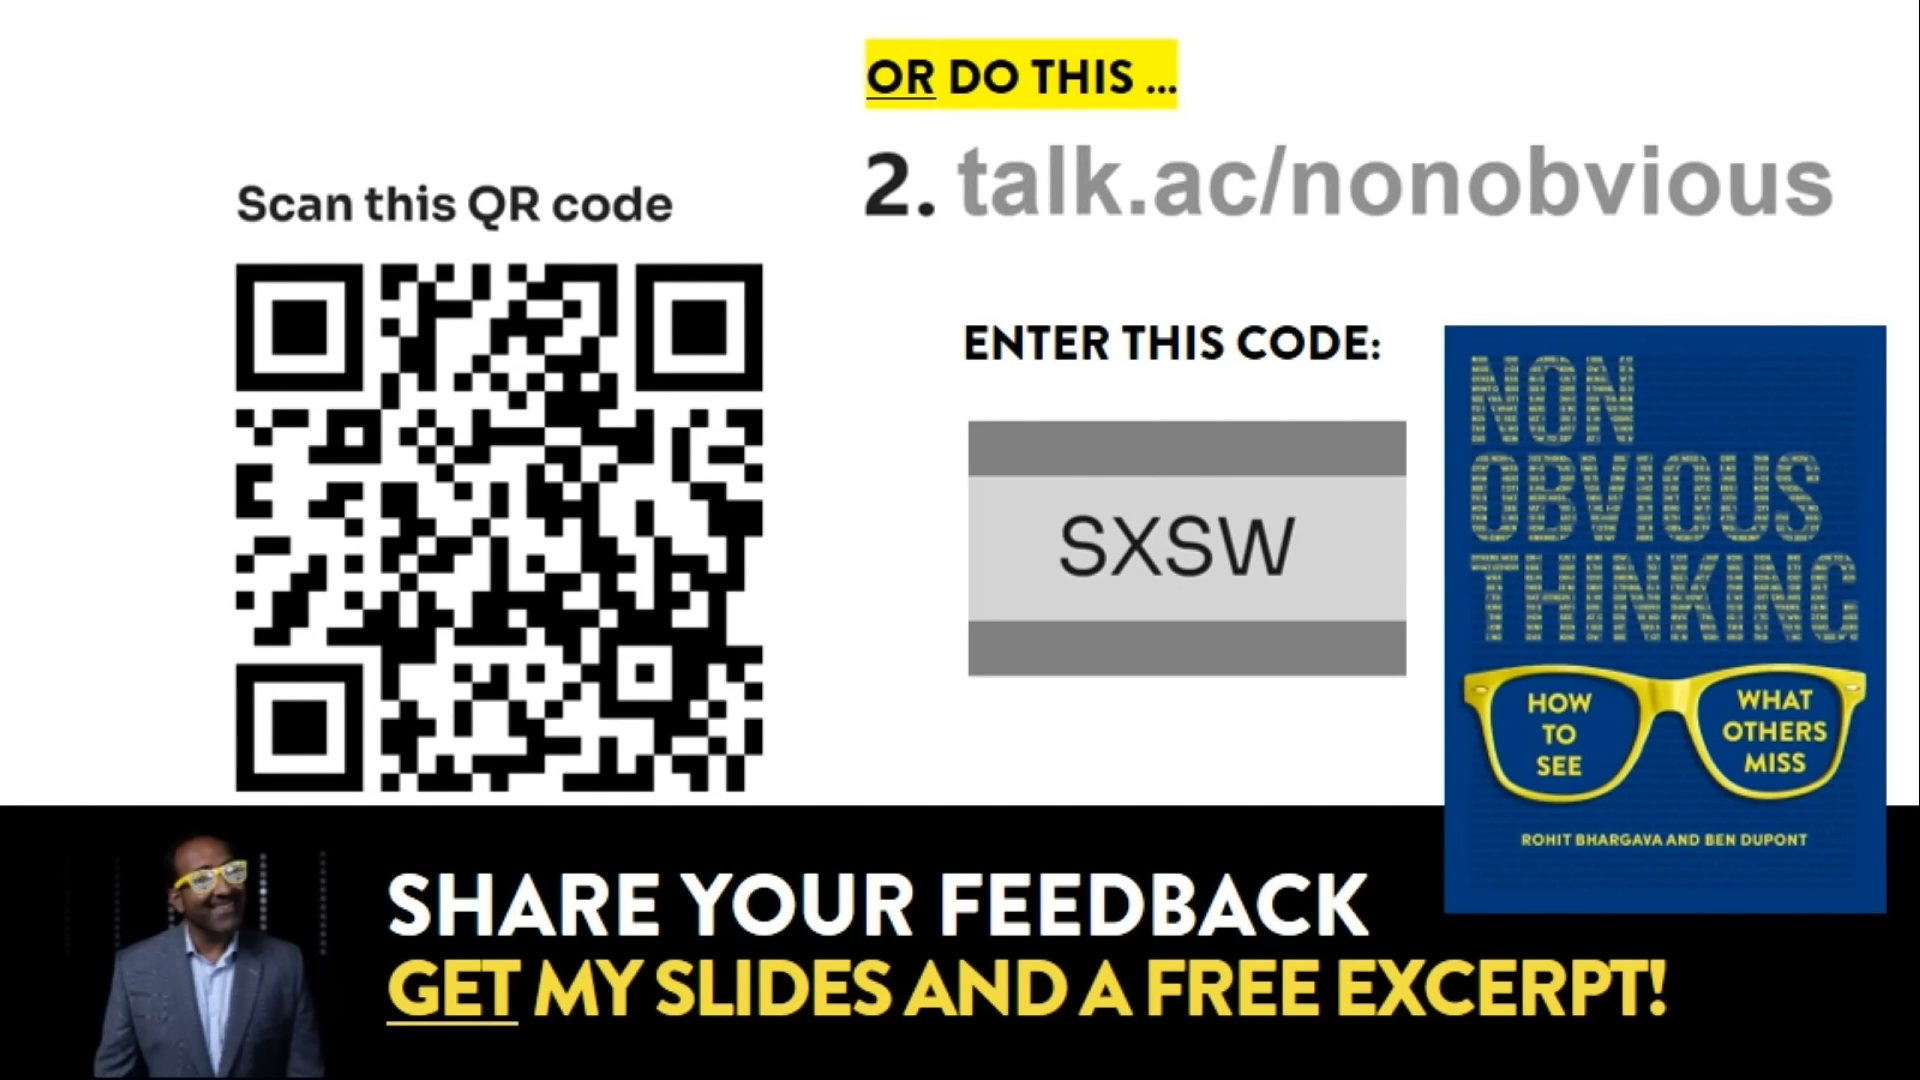 OR DO THIS ...
2. talk.ac/nonobvious
Scan this QR code
ENTER THIS CODE:
SXSW
NON
OBVIOUS
THINKING
HOW
TO
SEE
WHAT
OTHERS
MISS
ROHIT BHARGAVA AND BEN DUPONT
SHARE YOUR FEEDBACK
GET MY SLIDES AND A FREE EXCERPT!